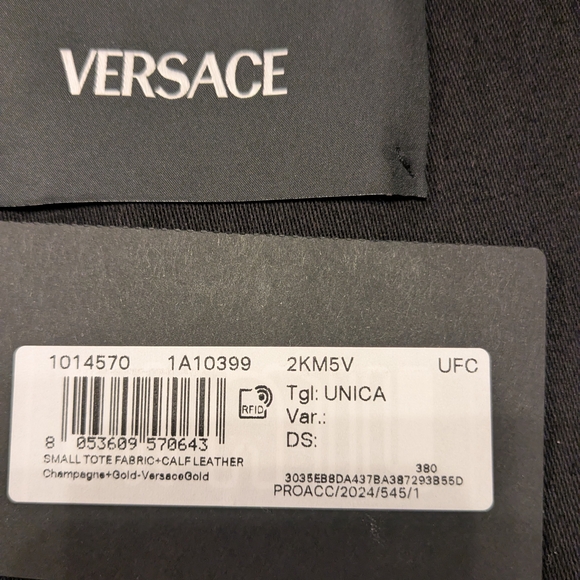 VERSACE
1014570 1A10399 2KM5V UFC
RFID
Tgl: UNICA
Var.:
DS:
8 053609 570643
SMALL TOTE FABRIC+CALF LEATHER
Champagne+Gold-VersaceGold
380
3035EB8DA437BA387293B55D
PROACC/2024/545/1